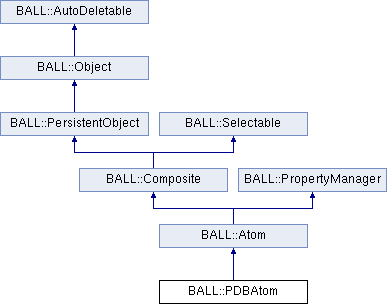 BALL::AutoDeletable
BALL::Object
BALL::PersistentObject
BALL::Selectable
BALL::Composite
BALL::PropertyManager
BALL::Atom
BALL::PDBAtom